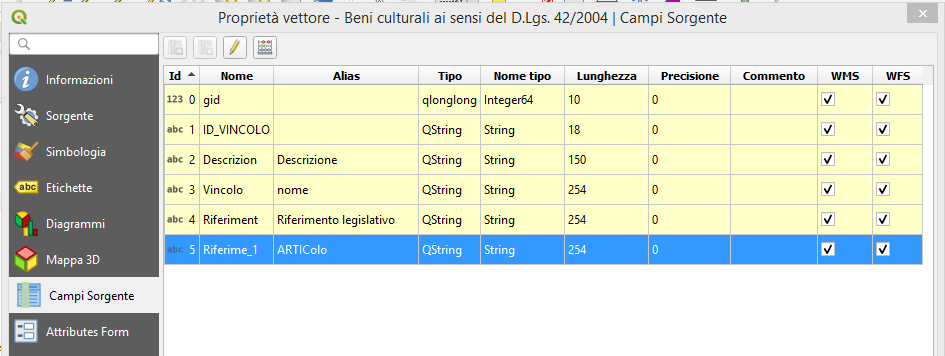 Proprietà vettore - Beni culturali ai sensi del D.Lgs. 42/2004 | Campi Sorgente
Informazioni
Sorgente
Simbologia
abc Etichette
Diagrammi
Mappa 3D
Campi Sorgente
Attributes Form
Id Nome Alias Tipo Nome tipo Lunghezza Precisione Commento WMS WFS
123 0 gid qlonglong Integer64 10 0
abc 1 ID_VINCOLO QString String 18 0
abc 2 Descrizion Descrizione QString String 150 0
abc 3 Vincolo nome QString String 254 0
abc 4 Riferiment Riferimento legislativo QString String 254 0
abc 5 Riferime_1 ARTIColo QString String 254 0